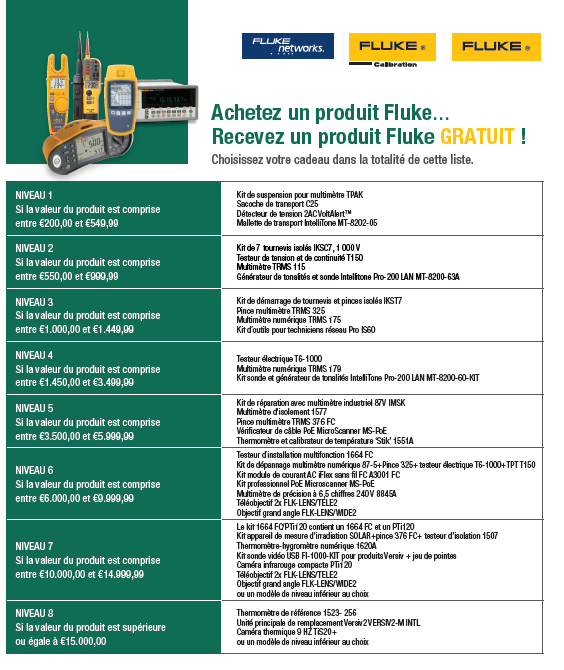 FLUKE
networks.
FLUKE ®
Calibration
FLUKE ®
Achetez un produit Fluke…
Recevez un produit Fluke GRATUIT !
Choisissez votre cadeau dans la totalité de cette liste.
NIVEAU 1
Si la valeur du produit est comprise
entre €200,00 et €549,99
Kit de suspension pour multimètre TPAK
Sacoche de transport C25
Détecteur de tension 2ACVoltAlert™
Mallette de transport IntelliTone MT-8202-05
NIVEAU 2
Si la valeur du produit est comprise
entre €550,00 et €999,99
Kit de7 tournevis isolés IKSC7, 1 000 V
Testeur de tension et de continuité T150
Multimètre TRMS 115
Générateur de tonalités et sonde Intellitone Pro-200 LAN MT-8200-63A
NIVEAU 3
Si la valeur du produit est comprise
entre €1.000,00 et €1.449,99
Kit de démarrage de tournevis et pinces isolés IKST7
Pince multimètre TRMS 325
Multimètre numérique TRMS 175
Kit d'outils pour techniciens réseau Pro IS60
NIVEAU 4
Si la valeur du produit est comprise
entre €1.450,00 et €3.499,99
Testeur électrique T6-1000
Multimètre numérique TRMS 179
Kit sonde et générateur de tonalités IntelliTone Pro-200 LAN MT-8200-60-KIT
NIVEAU 5
Si la valeur du produit est comprise
entre €3.500,00 et €5.999,99
Kit de réparation avec multimètre industriel 87V IMSK
Multimètre d'isolement 1577
Pince multimètre TRMS 376 FC
Vérificateur de câble PoE MicroScanner MS-PoE
Thermomètre et calibrateur de température 'Stik' 1551A
NIVEAU 6
Si la valeur du produit est comprise
entre €6.000,00 et €9.999,99
Testeur d'installation multifonction 1664 FC
Kit de dépannage multimètre numérique 87-5+Pince 325+ testeur électrique T6-1000+TPT T150
Kit module de courant AC iFlex sans fil FC A3001 FC
Kit professionnel PoE Microscanner MS-PoE
Multimètre de précision à 6,5 chiffres 240V 8845A
Téléobjectif 2x FLK-LENS/TELE2
Objectif grand angle FLK-LENS/WIDE2
NIVEAU 7
Si la valeur du produit est comprise
entre €10.000,00 et €14.999,99
Le kit 1664 FC/PTi120 contient un 1664 FC et un PTi120
Kit appareil de mesure d'irradiation SOLAR+pince 376 FC+ testeur d'isolation 1507
Thermomètre-hygromètre numérique 1620A
Kit sonde vidéo USB FI-1000-KIT pour produits Versiv + jeu de pointes
Caméra infrarouge compacte PTi120
Téléobjectif 2x FLK-LENS/TELE2
Objectif grand angle FLK-LENS/WIDE2
ou un modèle de niveau inférieur au choix
NIVEAU 8
Si la valeur du produit est supérieure
ou égale à €15.000,00
Thermomètre de référence 1523- 256
Unité principale de remplacement Versiv2 VERSIV2-M INTL
Caméra thermique 9 HZ TiS20+
ou un modèle de niveau inférieur au choix